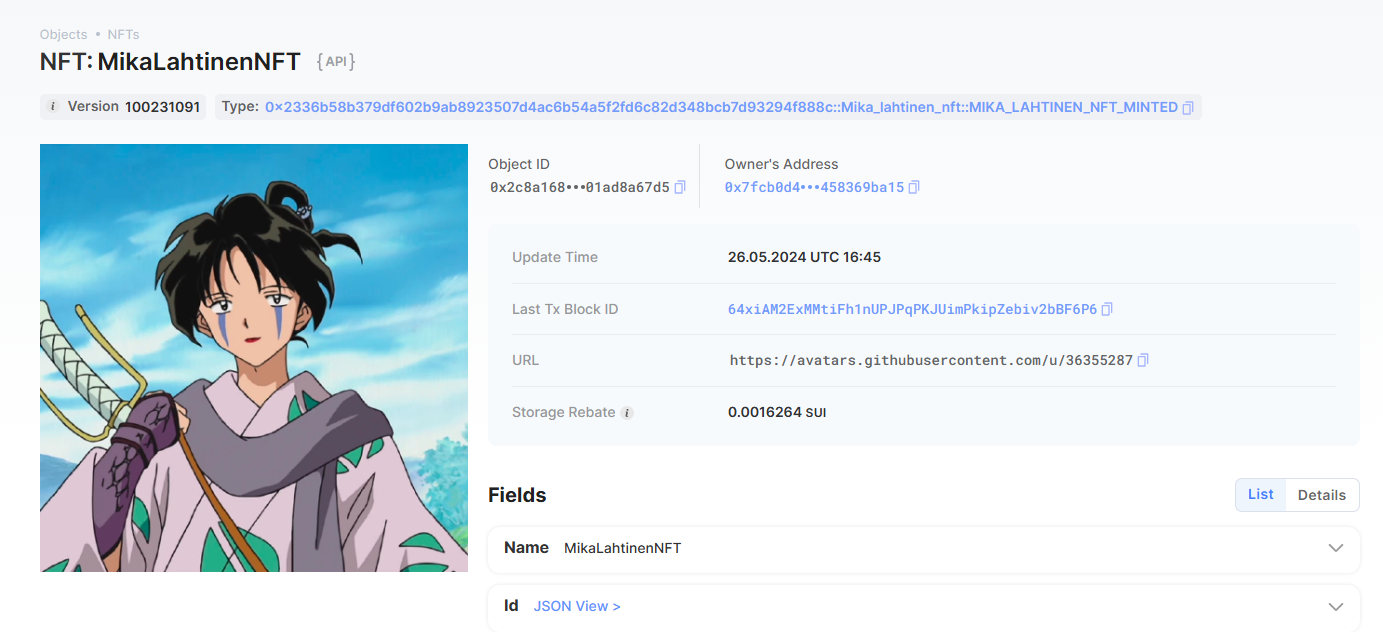 Objects • NFTs
NFT: MikaLahtinenNFT {API}
i Version 100231091 Type: 0x2336b58b379df602b9ab8923507d4ac6b54a5f2fd6c82d348bcb7d93294f888c::Mika_lahtinen_nft::MIKA_LAHTINEN_NFT_MINTED
Object ID
0x2c8a168•••01ad8a67d5
Owner's Address
0x7fcb0d4•••458369ba15
Update Time 26.05.2024 UTC 16:45
Last Tx Block ID 64xiAM2ExMMtiFh1nUPJPqPKJUimPkipZebiv2bBF6P6
URL https://avatars.githubusercontent.com/u/36355287
Storage Rebate i 0.0016264 SUI
Fields List Details
Name MikaLahtinenNFT
Id JSON View >